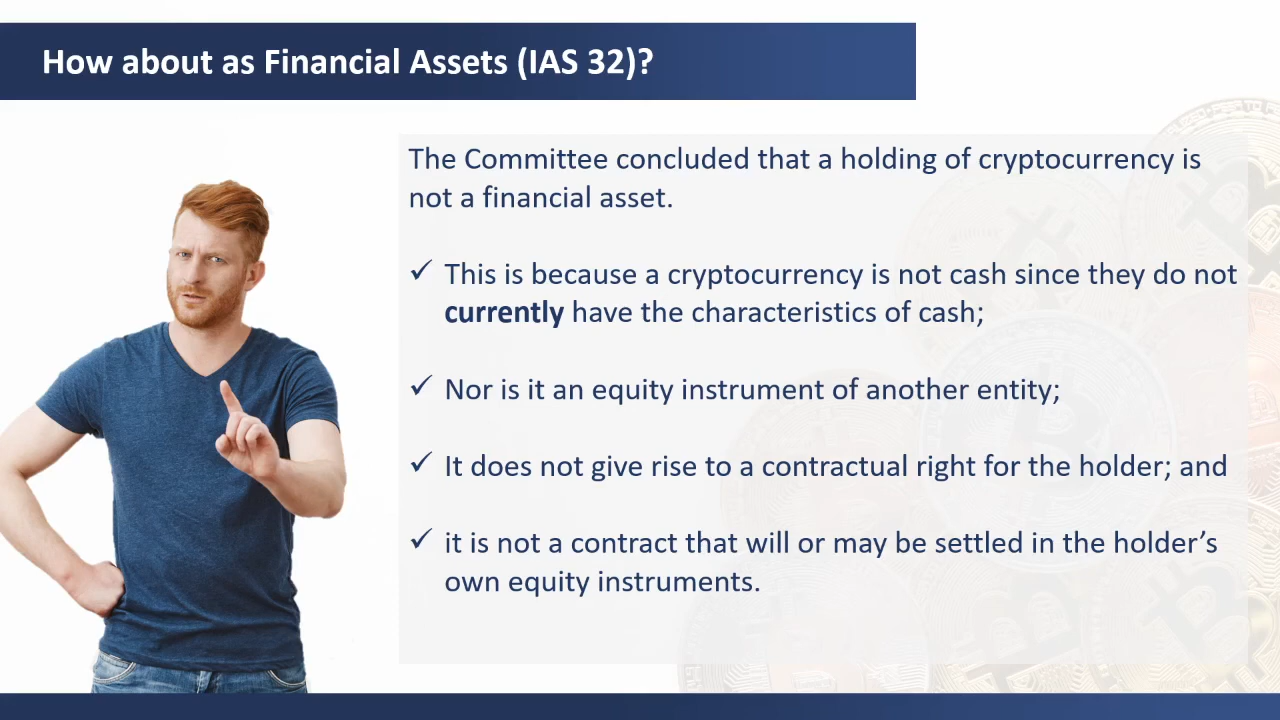 How about as Financial Assets (IAS 32)?
The Committee concluded that a holding of cryptocurrency is
not a financial asset.
✓ This is because a cryptocurrency is not cash since they do not
currently have the characteristics of cash;
✓ Nor is it an equity instrument of another entity;
✓ It does not give rise to a contractual right for the holder; and
✓ it is not a contract that will or may be settled in the holder’s
own equity instruments.